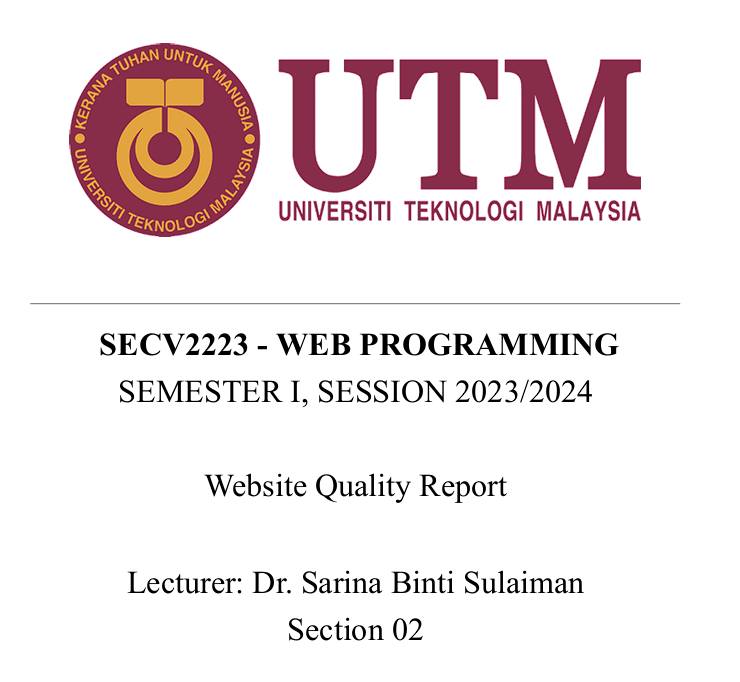 KERANA TUHAN UNTUK MANUSIA
UNIVERSITI TEKNOLOGI MALAYSIA
UTM
UNIVERSITI TEKNOLOGI MALAYSIA
SECV2223 - WEB PROGRAMMING
SEMESTER I, SESSION 2023/2024
Website Quality Report
Lecturer: Dr. Sarina Binti Sulaiman
Section 02